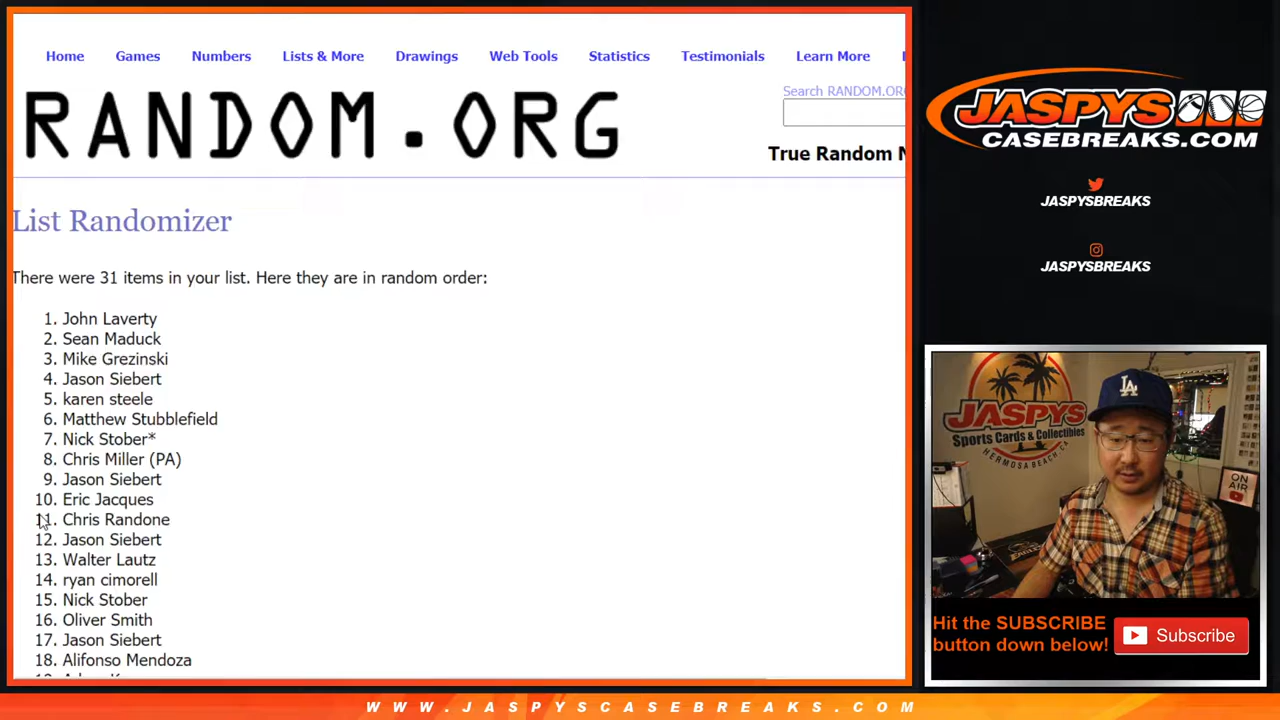 Home Games Numbers Lists & More Drawings Web Tools Statistics Testimonials Learn More
Search RANDOM.ORG
RANDOM.ORG
True Random
List Randomizer
There were 31 items in your list. Here they are in random order:
1. John Laverty
2. Sean Maduck
3. Mike Grezinski
4. Jason Siebert
5. karen steele
6. Matthew Stubblefield
7. Nick Stober*
8. Chris Miller (PA)
9. Jason Siebert
10. Eric Jacques
11. Chris Randone
12. Jason Siebert
13. Walter Lautz
14. ryan cimorell
15. Nick Stober
16. Oliver Smith
17. Jason Siebert
18. Alifonso Mendoza
JASPYS
CASEBREAKS.COM
JASPYSBREAKS
JASPYSBREAKS
JASPYS
Sports Cards & Collectibles
HERMOSA BEACH, CA
LA
ON AIR
EAGLES
Hit the SUBSCRIBE
button down below!
Subscribe
WWW.JASPYSCASEBREAKS.COM